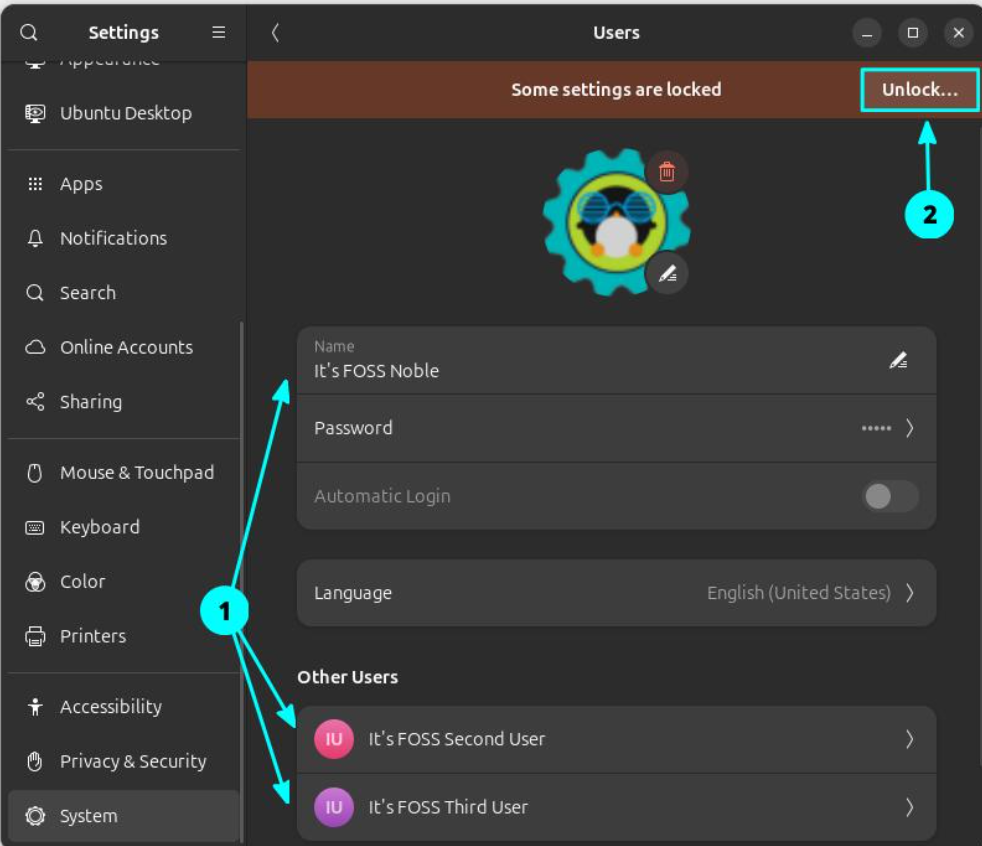 Settings
Users
Appearance
Some settings are locked
Unlock...
Ubuntu Desktop
2
Apps
Notifications
Search
Online Accounts
Sharing
Mouse & Touchpad
Keyboard
Color
Printers
Accessibility
Privacy & Security
System
Name
It's FOSS Noble
Password
•••••
Automatic Login
1
Language
English (United States)
Other Users
IU
It's FOSS Second User
IU
It's FOSS Third User